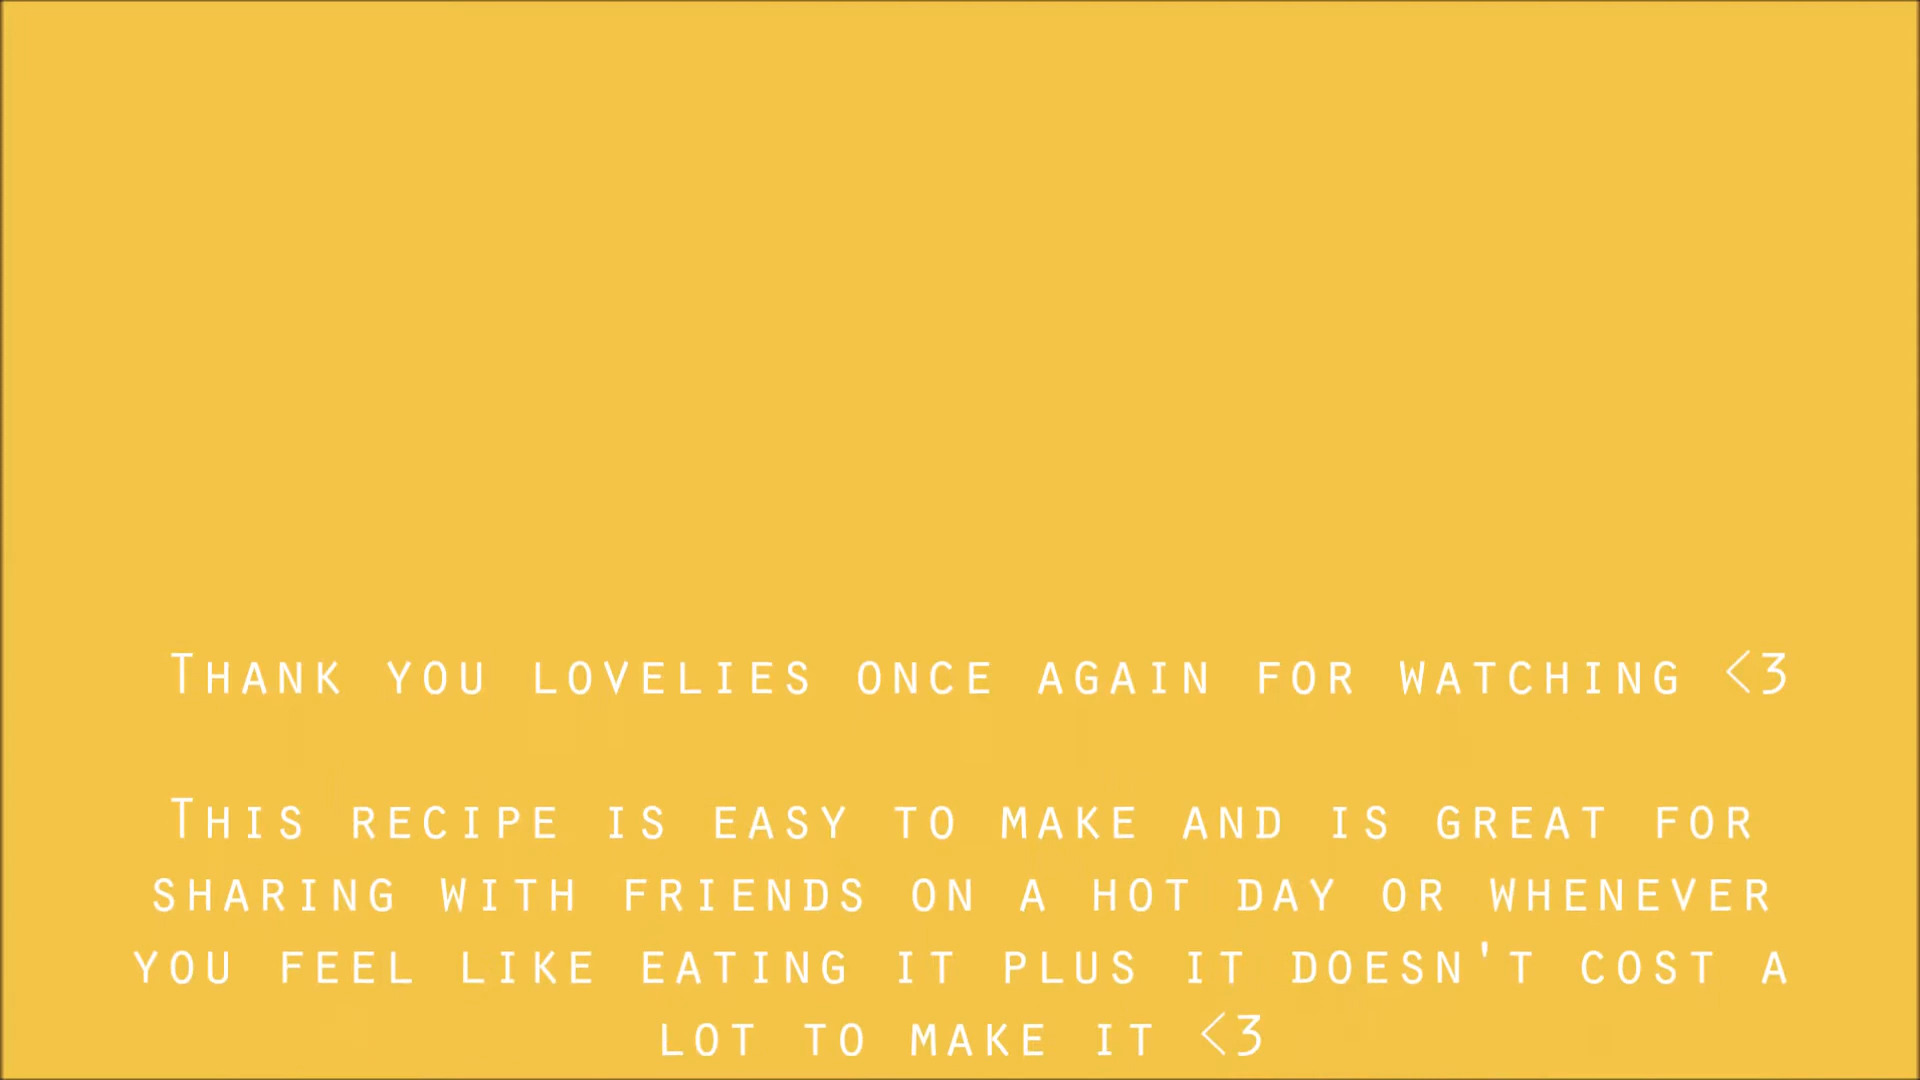 Thank you lovelies once again for watching <3
This recipe is easy to make and is great for
sharing with friends on a hot day or whenever
you feel like eating it plus it doesn't cost a
lot to make it <3